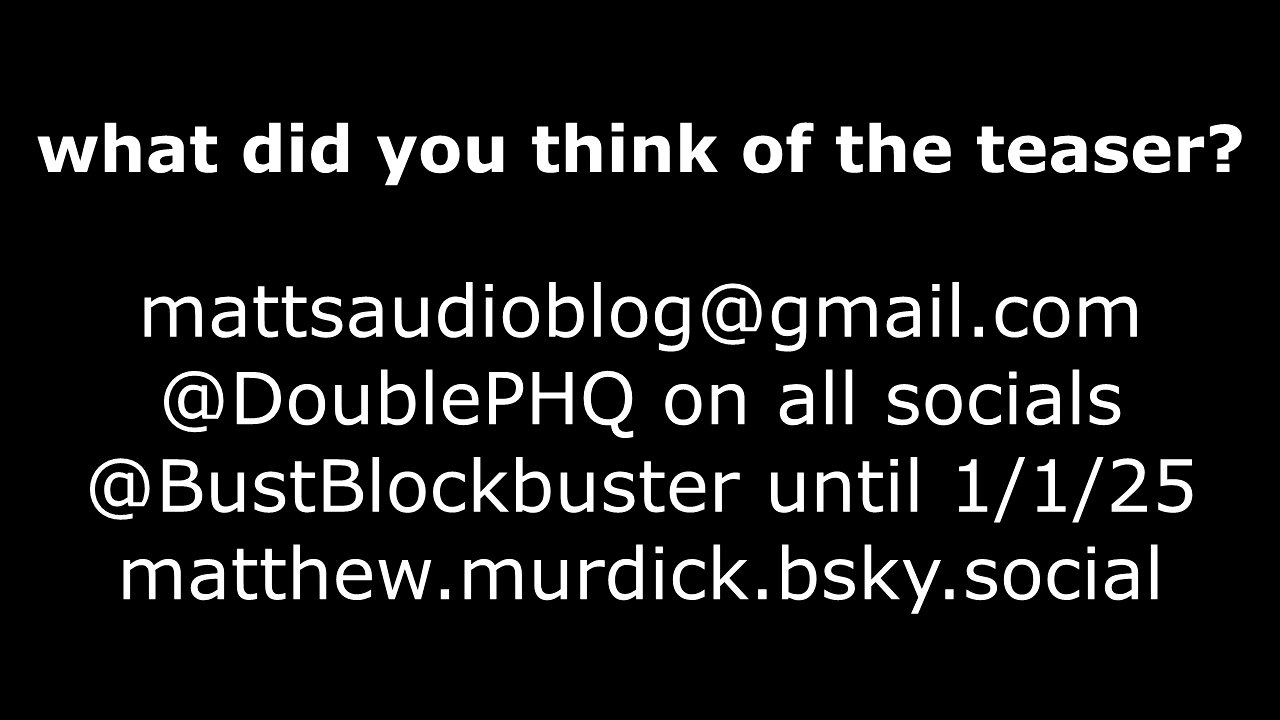 what did you think of the teaser?
mattsaudioblog@gmail.com
@DoublePHQ on all socials
@BustBlockbuster until 1/1/25
matthew.murdick.bsky.social